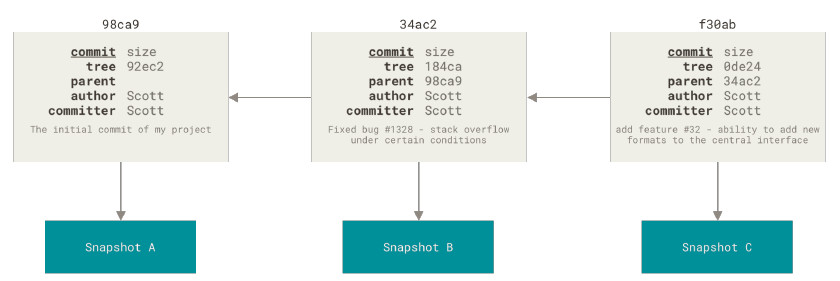 98ca9
commit size
tree 92ec2
parent
author Scott
committer Scott
The initial commit of my project
Snapshot A
34ac2
commit size
tree 184ca
parent 98ca9
author Scott
committer Scott
Fixed bug #1328 - stack overflow
under certain conditions
Snapshot B
f30ab
commit size
tree 0de24
parent 34ac2
author Scott
committer Scott
add feature #32 - ability to add new
formats to the central interface
Snapshot C